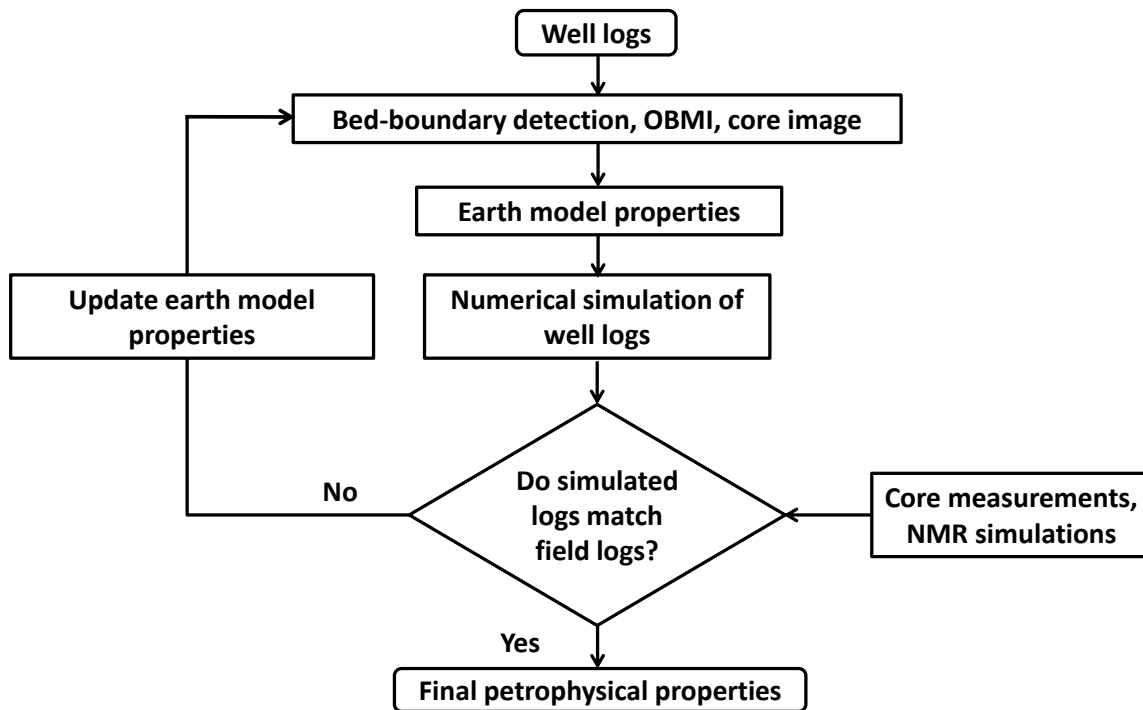 Well logs
Bed-boundary detection, OBMI, core image
Earth model properties
Update earth model
properties
Numerical simulation of
well logs
No
Do simulated
logs match
field logs?
Core measurements,
NMR simulations
Yes
Final petrophysical properties